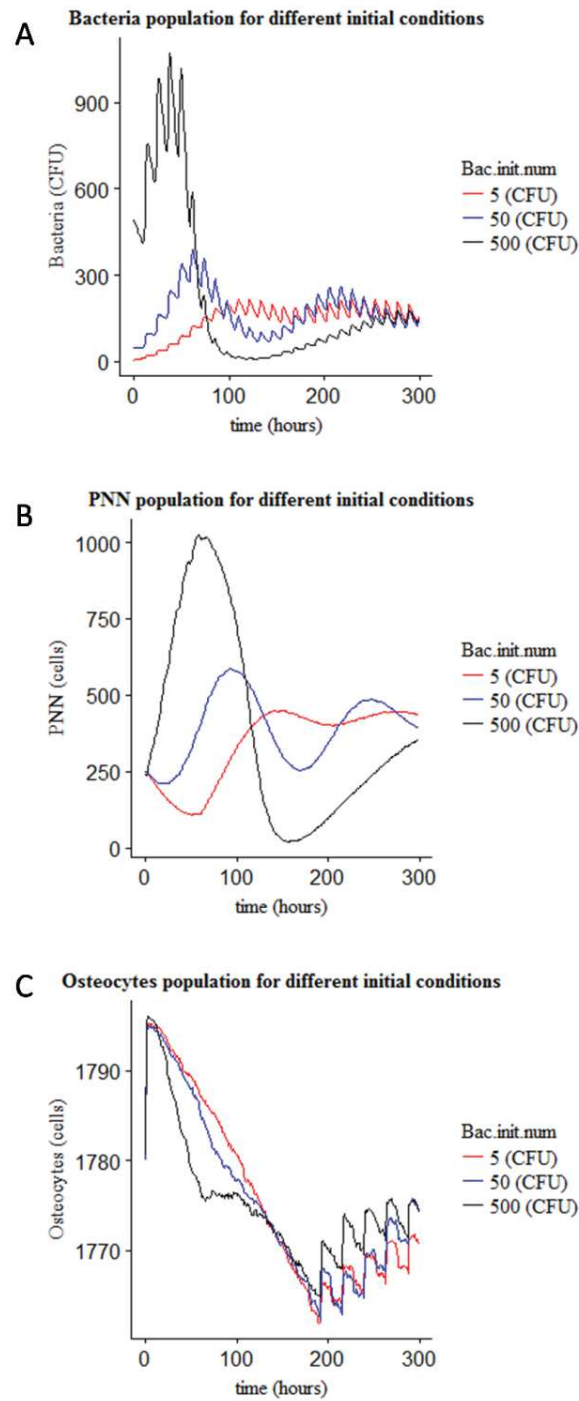 A
Bacteria population for different initial conditions
Bacteria (CFU)
900
600
300
0
0 100 200 300
time (hours)
Bac.init.num
5 (CFU)
50 (CFU)
500 (CFU)
B
PNN population for different initial conditions
PNN (cells)
1000
750
500
250
0
0 100 200 300
time (hours)
Bac.init.num
5 (CFU)
50 (CFU)
500 (CFU)
C
Osteocytes population for different initial conditions
Osteocytes (cells)
1790
1780
1770
0 100 200 300
time (hours)
Bac.init.num
5 (CFU)
50 (CFU)
500 (CFU)